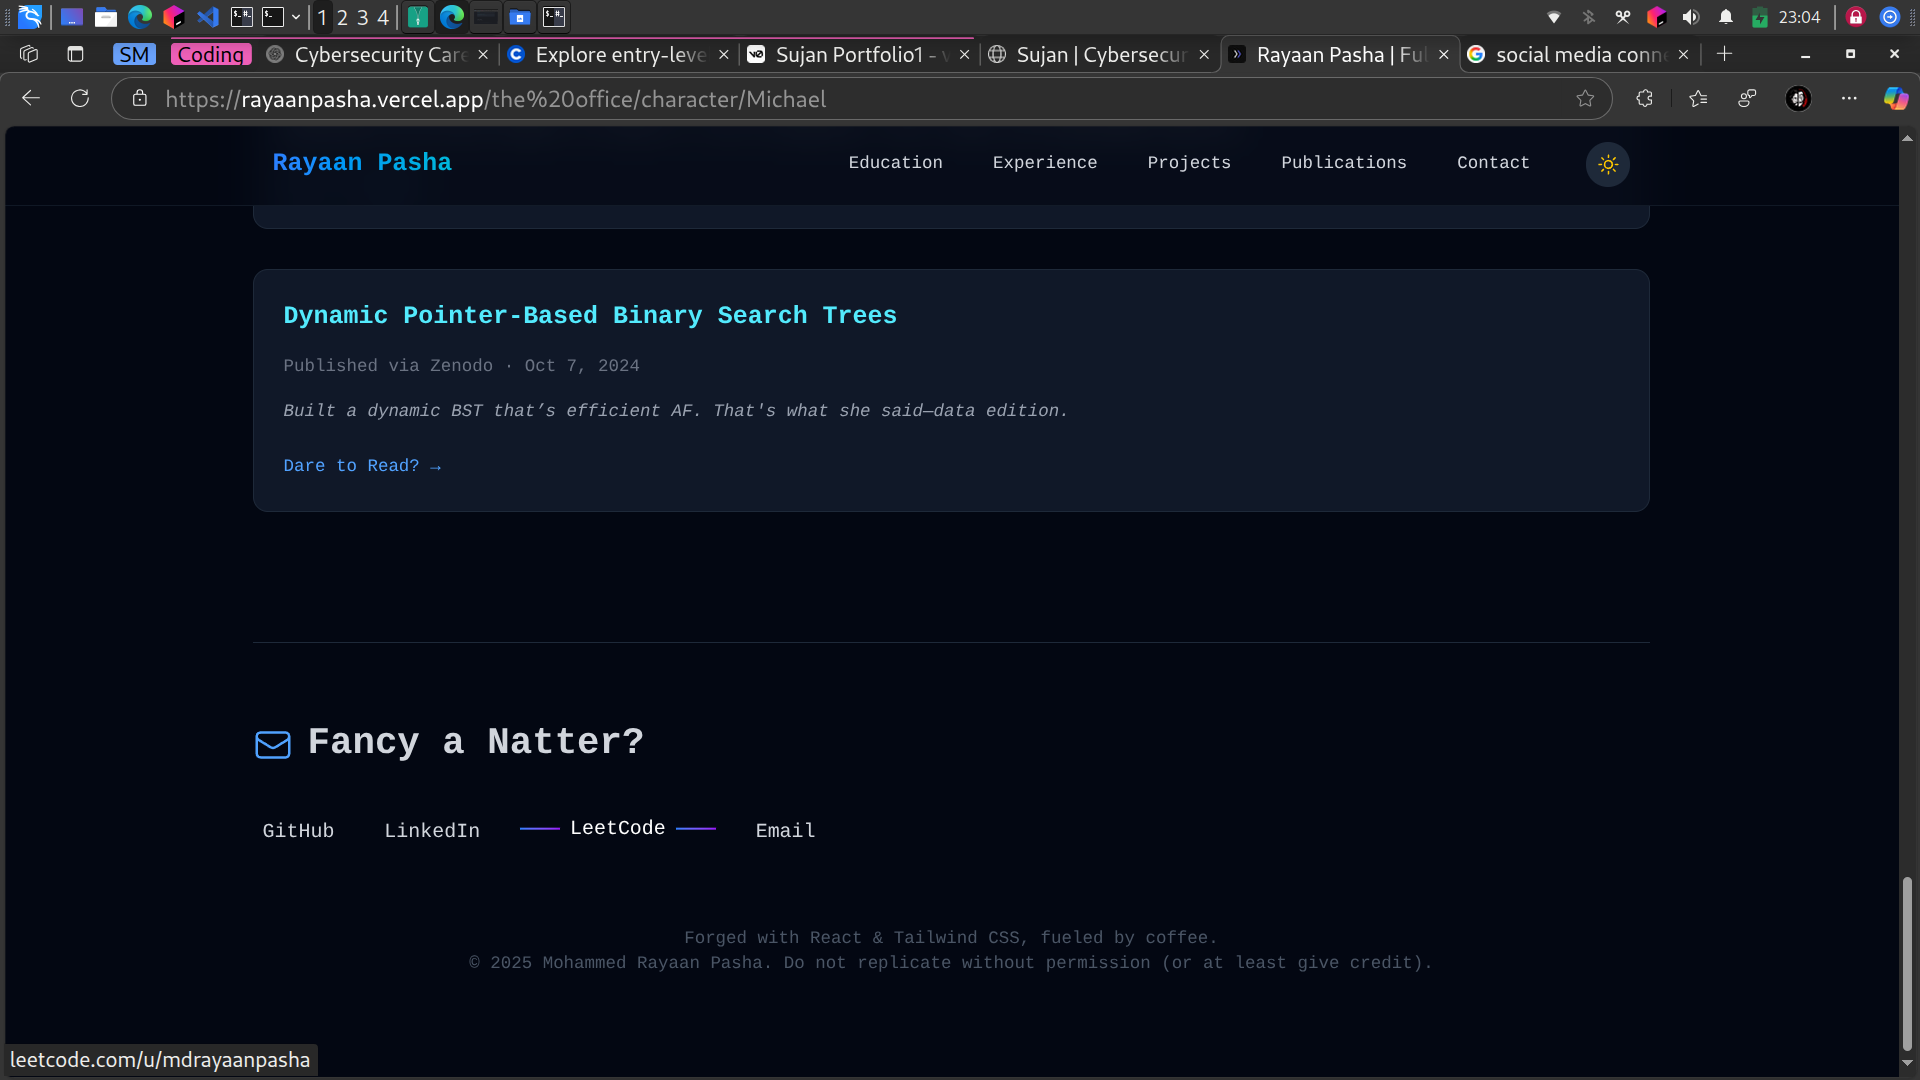 1 2 3 4
23:04
SM
Coding
Cybersecurity Care
Explore entry-leve
Sujan Portfolio1 - v
Sujan | Cybersecur
Rayaan Pasha | Ful
social media conne
https://rayaanpasha.vercel.app/the%20office/character/Michael
Rayaan Pasha
Education
Experience
Projects
Publications
Contact
Dynamic Pointer-Based Binary Search Trees
Published via Zenodo · Oct 7, 2024
Built a dynamic BST that’s efficient AF. That's what she said—data edition.
Dare to Read? →
Fancy a Natter?
GitHub
LinkedIn
LeetCode
Email
Forged with React & Tailwind CSS, fueled by coffee.
© 2025 Mohammed Rayaan Pasha. Do not replicate without permission (or at least give credit).
leetcode.com/u/mdrayaanpasha